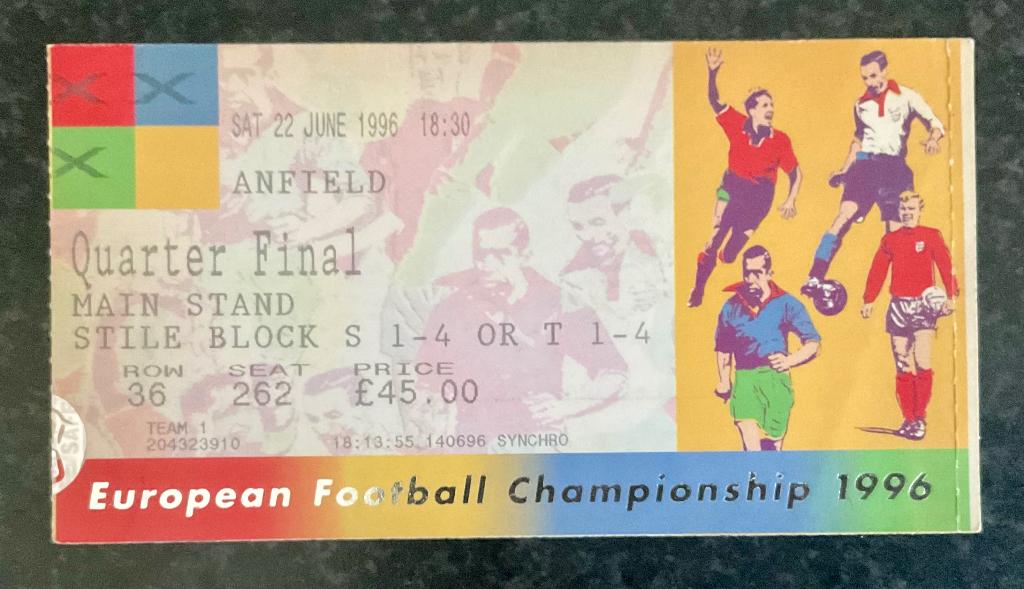 SAT 22 JUNE 1996 18:30
ANFIELD
Quarter Final
MAIN STAND
STILE BLOCK S 1-4 OR T 1-4
ROW SEAT PRICE
36 262 £45.00
TEAM 1
204323910 18:13:55 140696 SYNCHRO
European Football Championship 1996